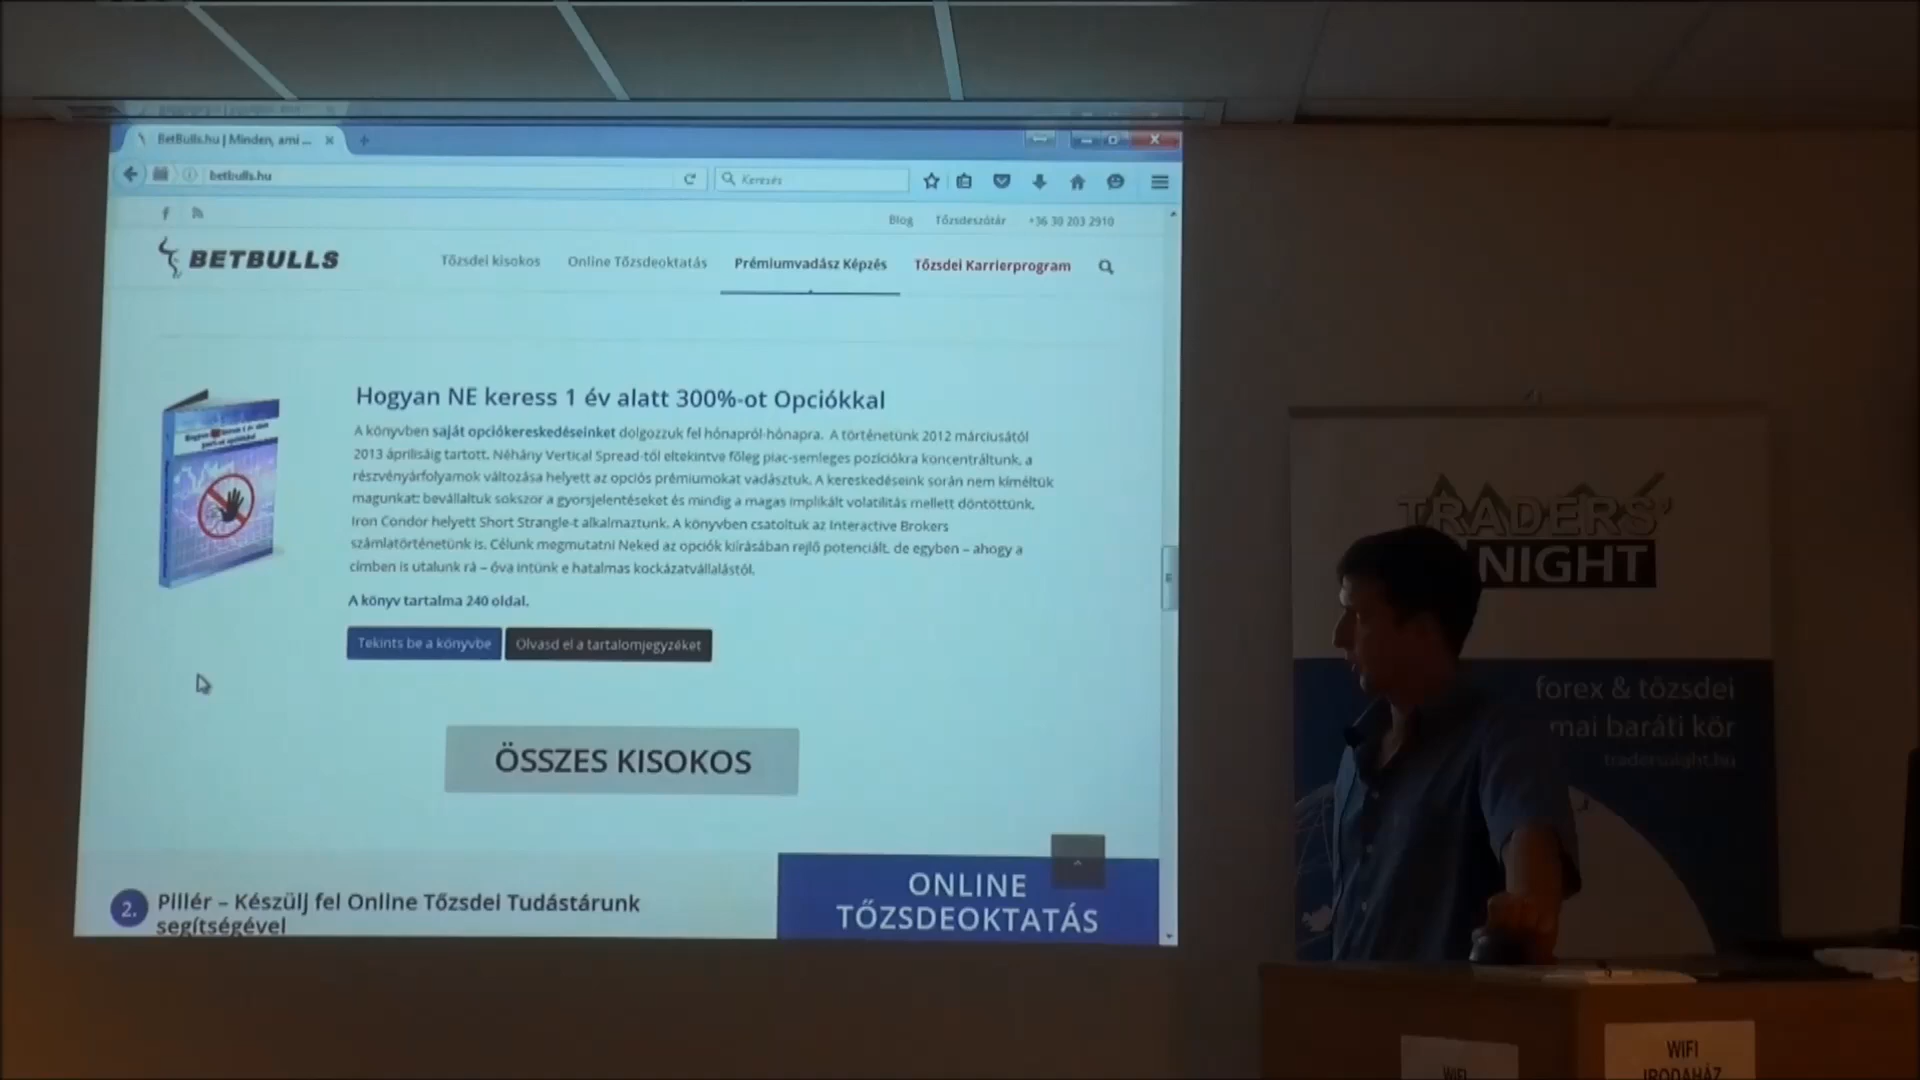 BetBulls.hu | Minden, ami ...
betbulls.hu
Keresés
Blog Tőzsdeszótár +36 30 203 2910
BETBULLS
Tőzsdei kisokos Online Tőzsdeoktatás Prémiumvadász Képzés Tőzsdei Karrierprogram
Hogyan NE keress 1 év alatt 300%-ot Opciókkal
A könyvben saját opciókereskedéseinket dolgozzuk fel hónapról-hónapra. A történetünk 2012 márciusától
2013 áprilisáig tartott. Néhány Vertical Spread-től eltekintve főleg piac-semleges pozíciókra koncentráltunk, a
részvényárfolyamok változása helyett az opciós prémiumokat vadásztuk. A kereskedéseink során nem kíméltük
magunkat: bevállaltuk sokszor a gyorsjelentéseket és mindig a magas implikált volatilitás mellett döntöttünk.
Iron Condor helyett Short Strangle-t alkalmaztunk. A könyvben csatoltuk az Interactive Brokers
számlatörténetünk is. Célunk megmutatni Neked az opciók kiírásában rejlő potenciált, de egyben – ahogy a
címben is utalunk rá – óva intünk e hatalmas kockázatvállalástól.
A könyv tartalma 240 oldal.
Tekints be a könyvbe Olvasd el a tartalomjegyzéket
ÖSSZES KISOKOS
2. Pillér – Készülj fel Online Tőzsdei Tudástárunk
segítségével
ONLINE
TŐZSDEOKTATÁS
TRADERS'
NIGHT
forex & tőzsdei
mai baráti kör
tradersnight.hu
WIFI
WIFI
IRODAHÁZ